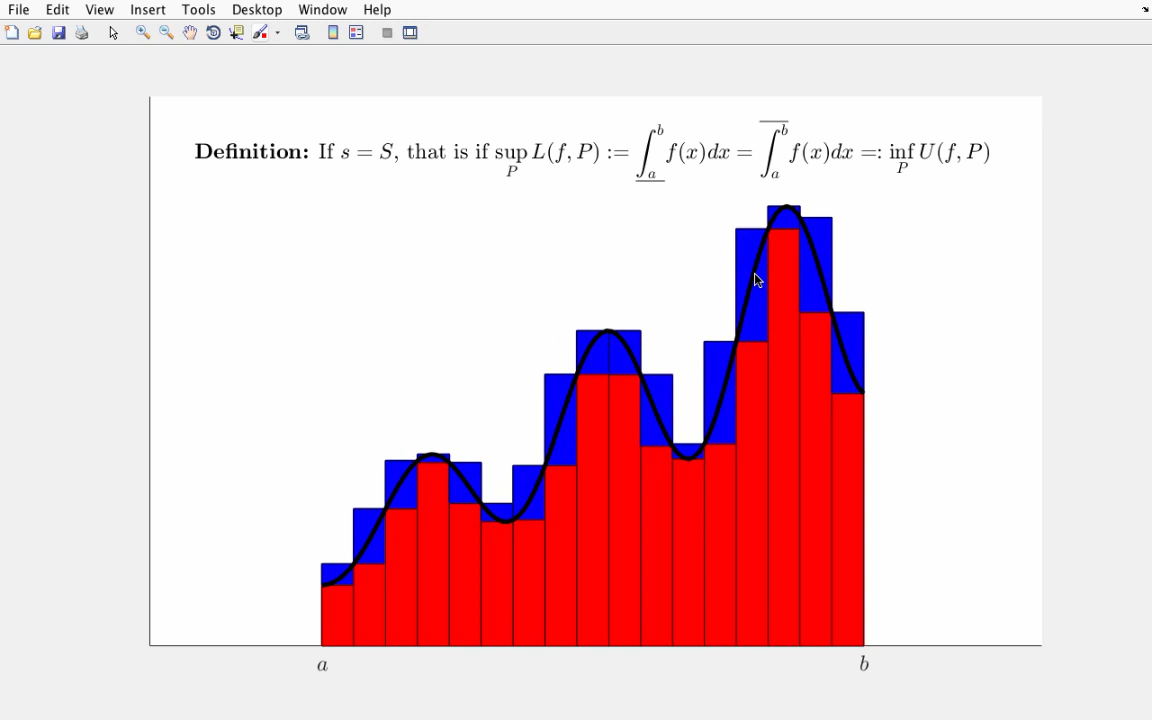 File Edit View Insert Tools Desktop Window Help
Definition: If s = S, that is if sup_P L(f, P) := \underline{∫_a^b} f(x)dx = \overline{∫_a^b} f(x)dx =: inf_P U(f, P)
a b